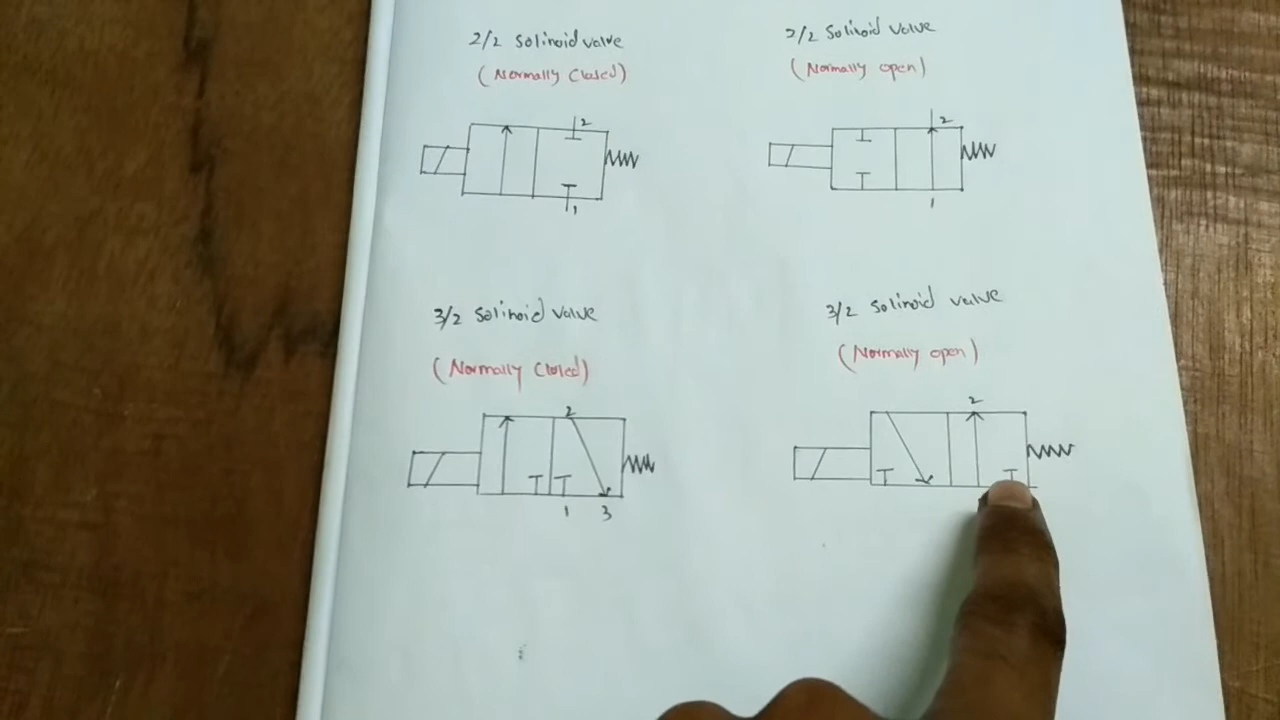 2/2 Solinoid valve
(Normally Closed)
2
1
2/2 Solinoid valve
(Normally open)
2
1
3/2 Solinoid valve
(Normally Closed)
2
1 3
3/2 Solinoid valve
(Normally open)
2